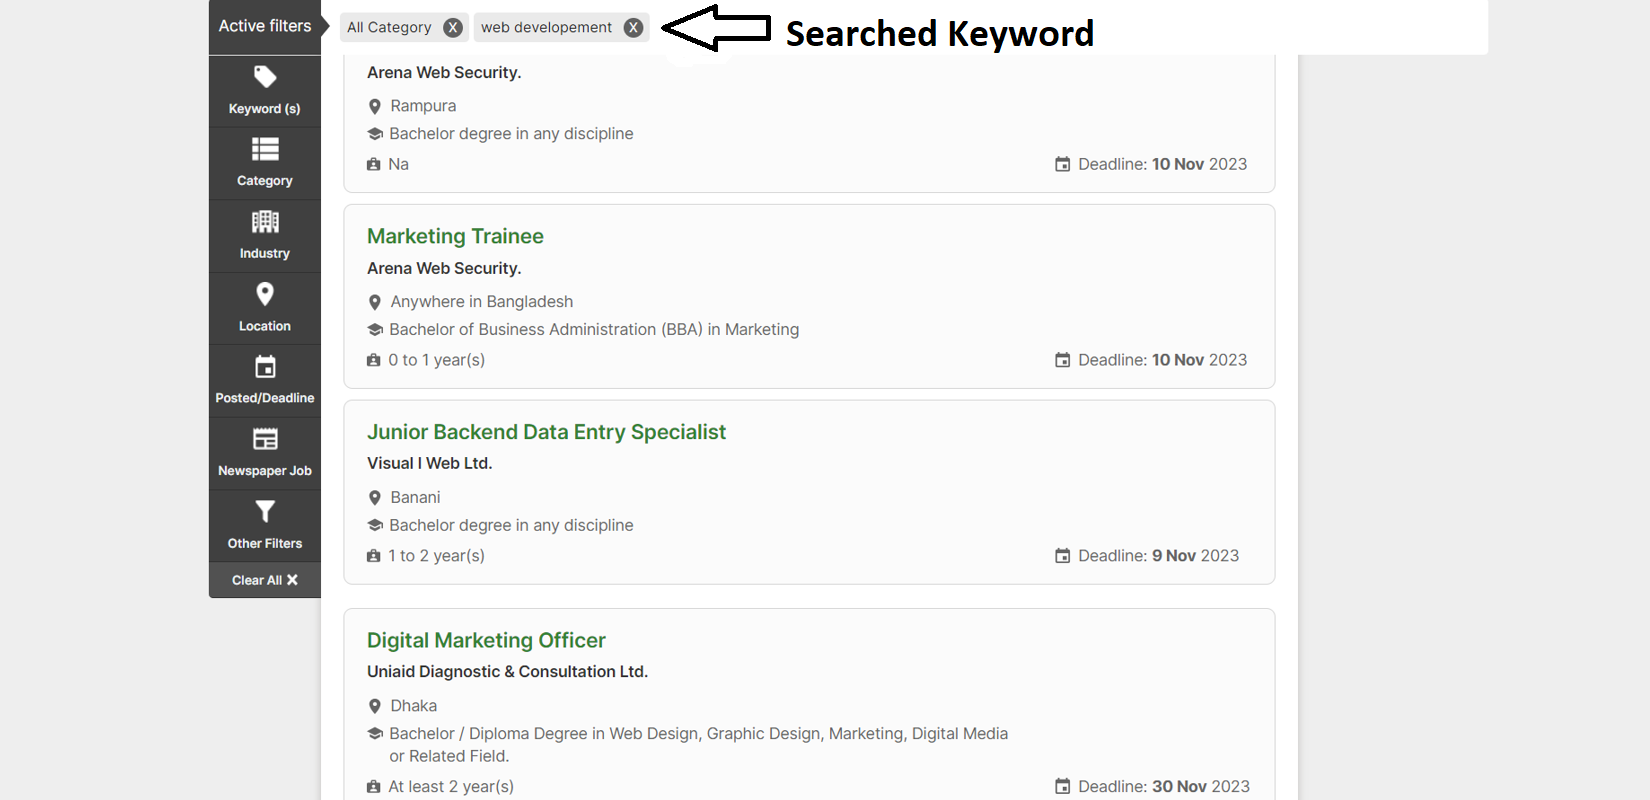 Active filters
All Category X
web developement X
Searched Keyword
Keyword (s)
Category
Industry
Location
Posted/Deadline
Newspaper Job
Other Filters
Clear All ×
Arena Web Security.
Rampura
Bachelor degree in any discipline
Na
Deadline: 10 Nov 2023
Marketing Trainee
Arena Web Security.
Anywhere in Bangladesh
Bachelor of Business Administration (BBA) in Marketing
0 to 1 year(s)
Deadline: 10 Nov 2023
Junior Backend Data Entry Specialist
Visual I Web Ltd.
Banani
Bachelor degree in any discipline
1 to 2 year(s)
Deadline: 9 Nov 2023
Digital Marketing Officer
Uniaid Diagnostic & Consultation Ltd.
Dhaka
Bachelor / Diploma Degree in Web Design, Graphic Design, Marketing, Digital Media
or Related Field.
At least 2 year(s)
Deadline: 30 Nov 2023